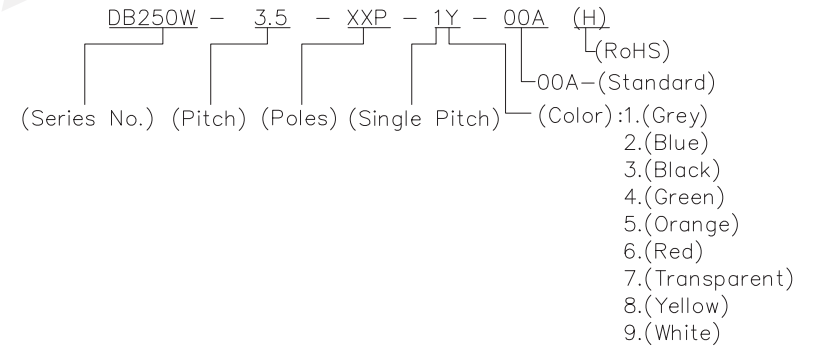 DB250W - 3.5 - XXP - 1Y - 00A (H)
(RoHS)
00A-(Standard)
(Series No.) (Pitch) (Poles) (Single Pitch) (Color):1.(Grey)
2.(Blue)
3.(Black)
4.(Green)
5.(Orange)
6.(Red)
7.(Transparent)
8.(Yellow)
9.(White)